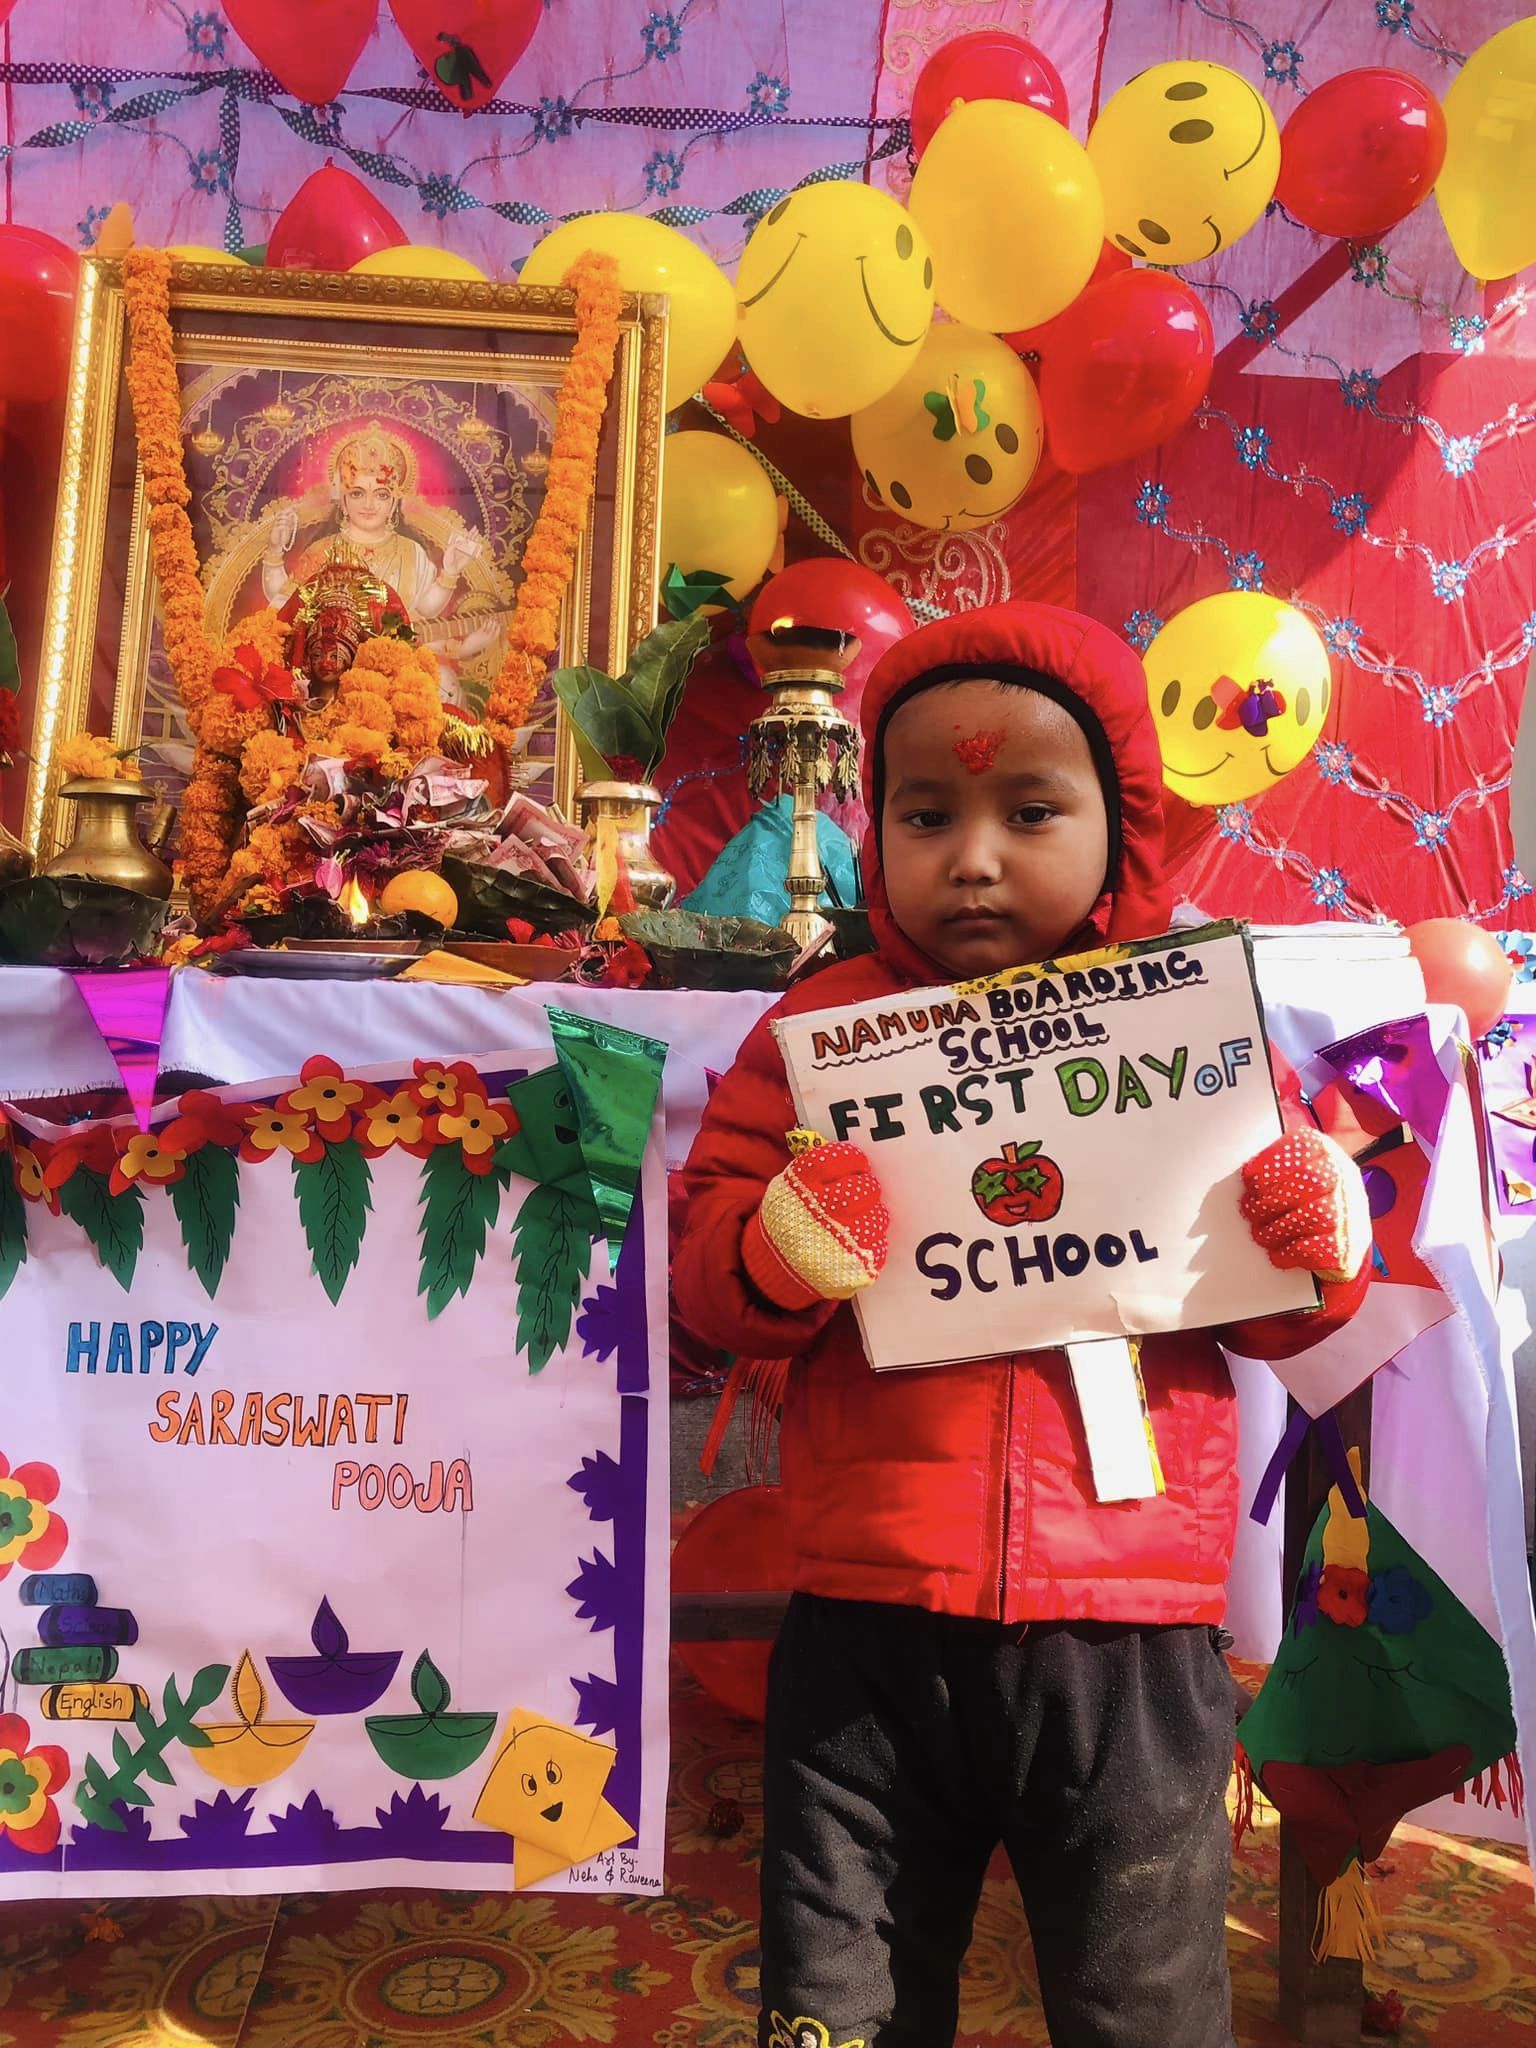 NAMUNA BOARDING
SCHOOL
FIRST DAY OF
SCHOOL
HAPPY
SARASWATI
POOJA
Maths
Science
Nepali
English
Art By-
Neha & Raveena